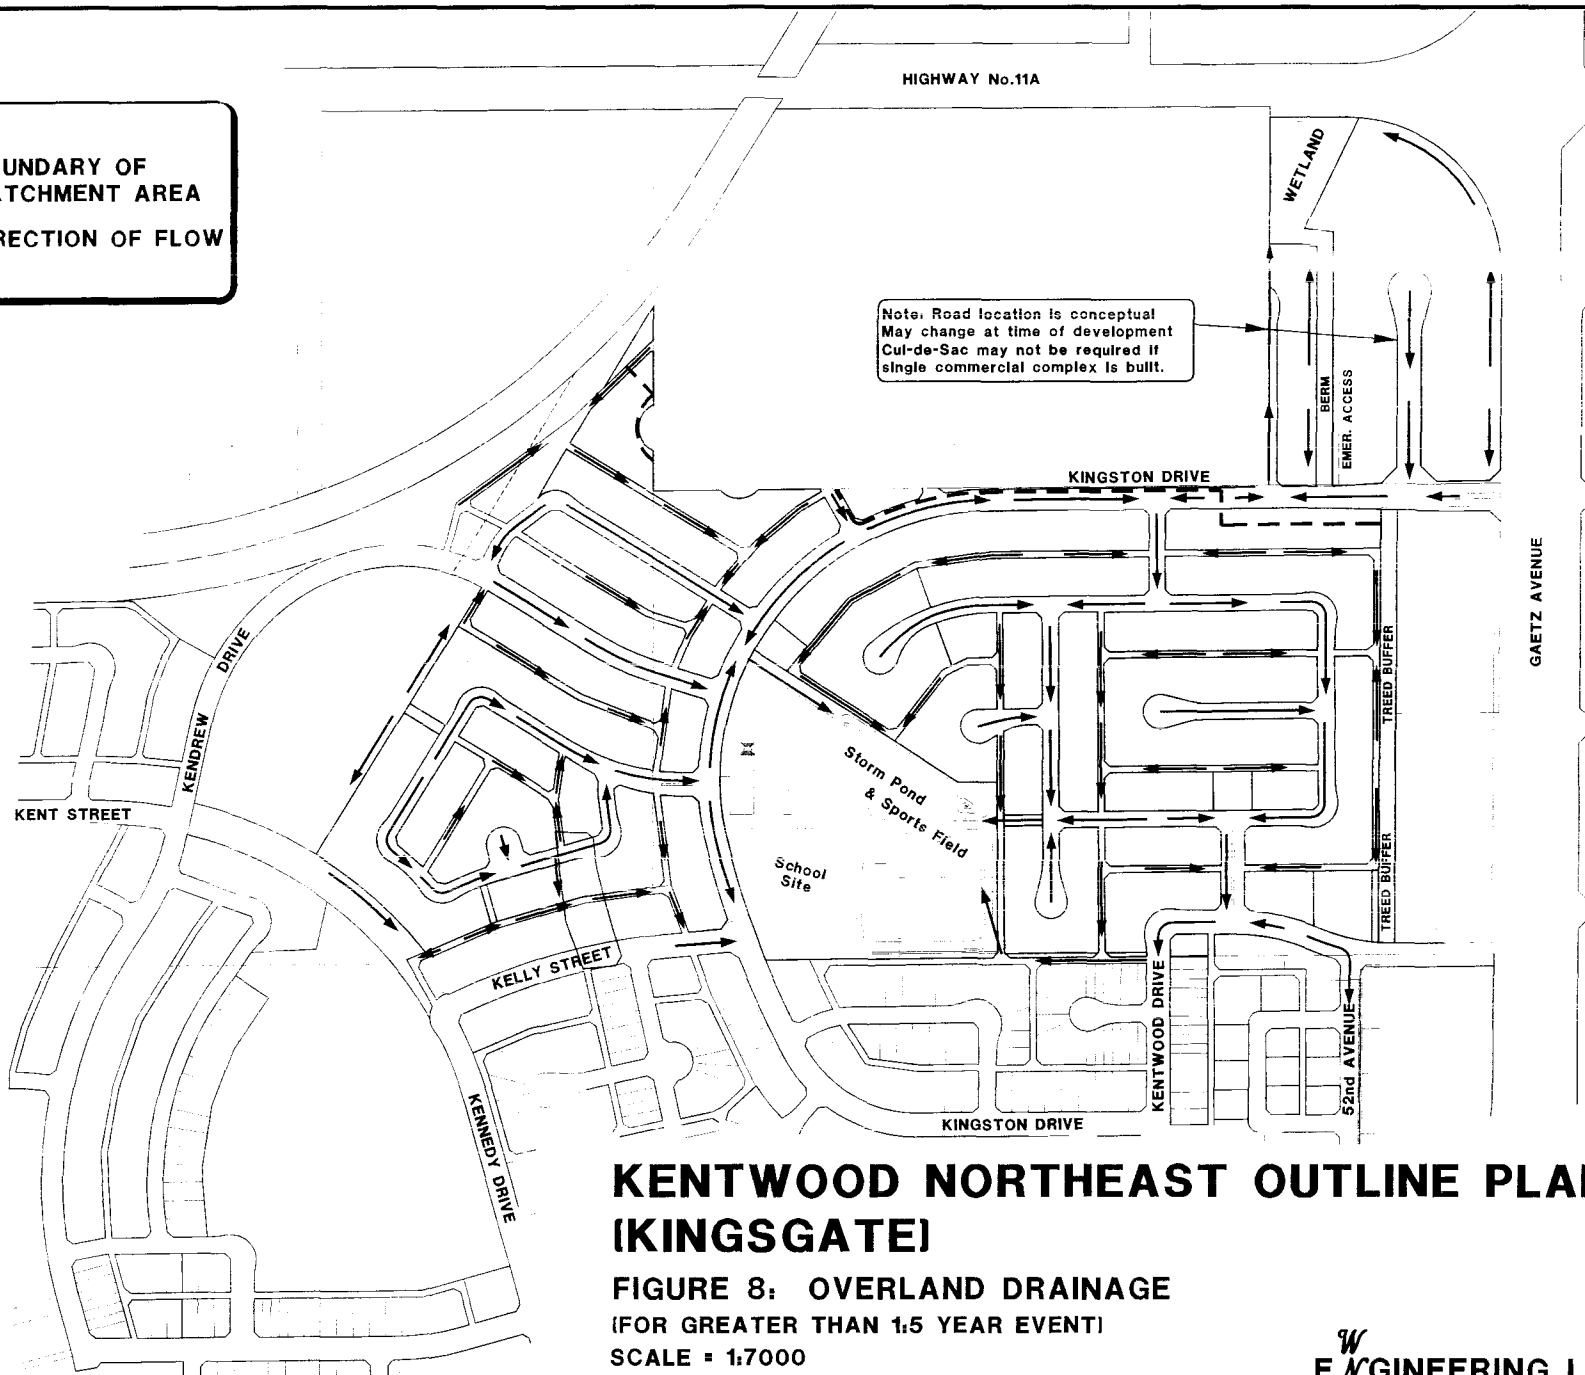 HIGHWAY No.11A
UNDARY OF
TCHMENT AREA
RECTION OF FLOW
WETLAND
Note: Road location is conceptual
May change at time of development
Cul-de-Sac may not be required if
single commercial complex is built.
BERM
EMER. ACCESS
KINGSTON DRIVE
GAETZ AVENUE
KENDREW DRIVE
TREED BUFFER
KENT STREET
Storm Pond
& Sports Field
School
Site
TREED BUFFER
KELLY STREET
KENTWOOD DRIVE
52nd AVENUE
KENNEDY DRIVE
KINGSTON DRIVE
KENTWOOD NORTHEAST OUTLINE PLA
(KINGSGATE)
FIGURE 8: OVERLAND DRAINAGE
(FOR GREATER THAN 1:5 YEAR EVENT)
SCALE = 1:7000